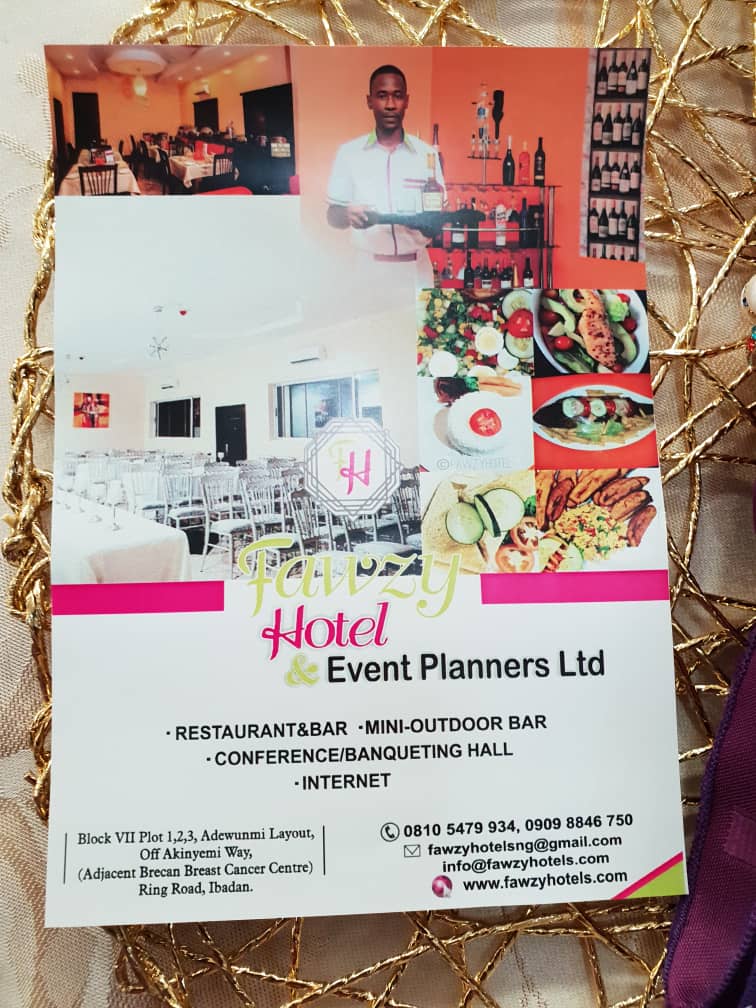 ©FAWZYHOTEL
FH
Fawzy
Hotel
& Event Planners Ltd
· RESTAURANT&BAR · MINI-OUTDOOR BAR
· CONFERENCE/BANQUETING HALL
· INTERNET
Block VII Plot 1,2,3, Adewunmi Layout,
Off Akinyemi Way,
(Adjacent Brecan Breast Cancer Centre)
Ring Road, Ibadan.
0810 5479 934, 0909 8846 750
fawzyhotelsng@gmail.com
info@fawzyhotels.com
www.fawzyhotels.com